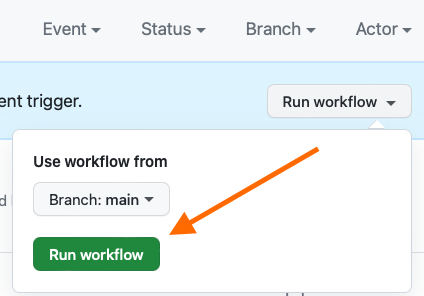 Event Status Branch Actor
ent trigger.
Run workflow
Use workflow from
Branch: main
Run workflow